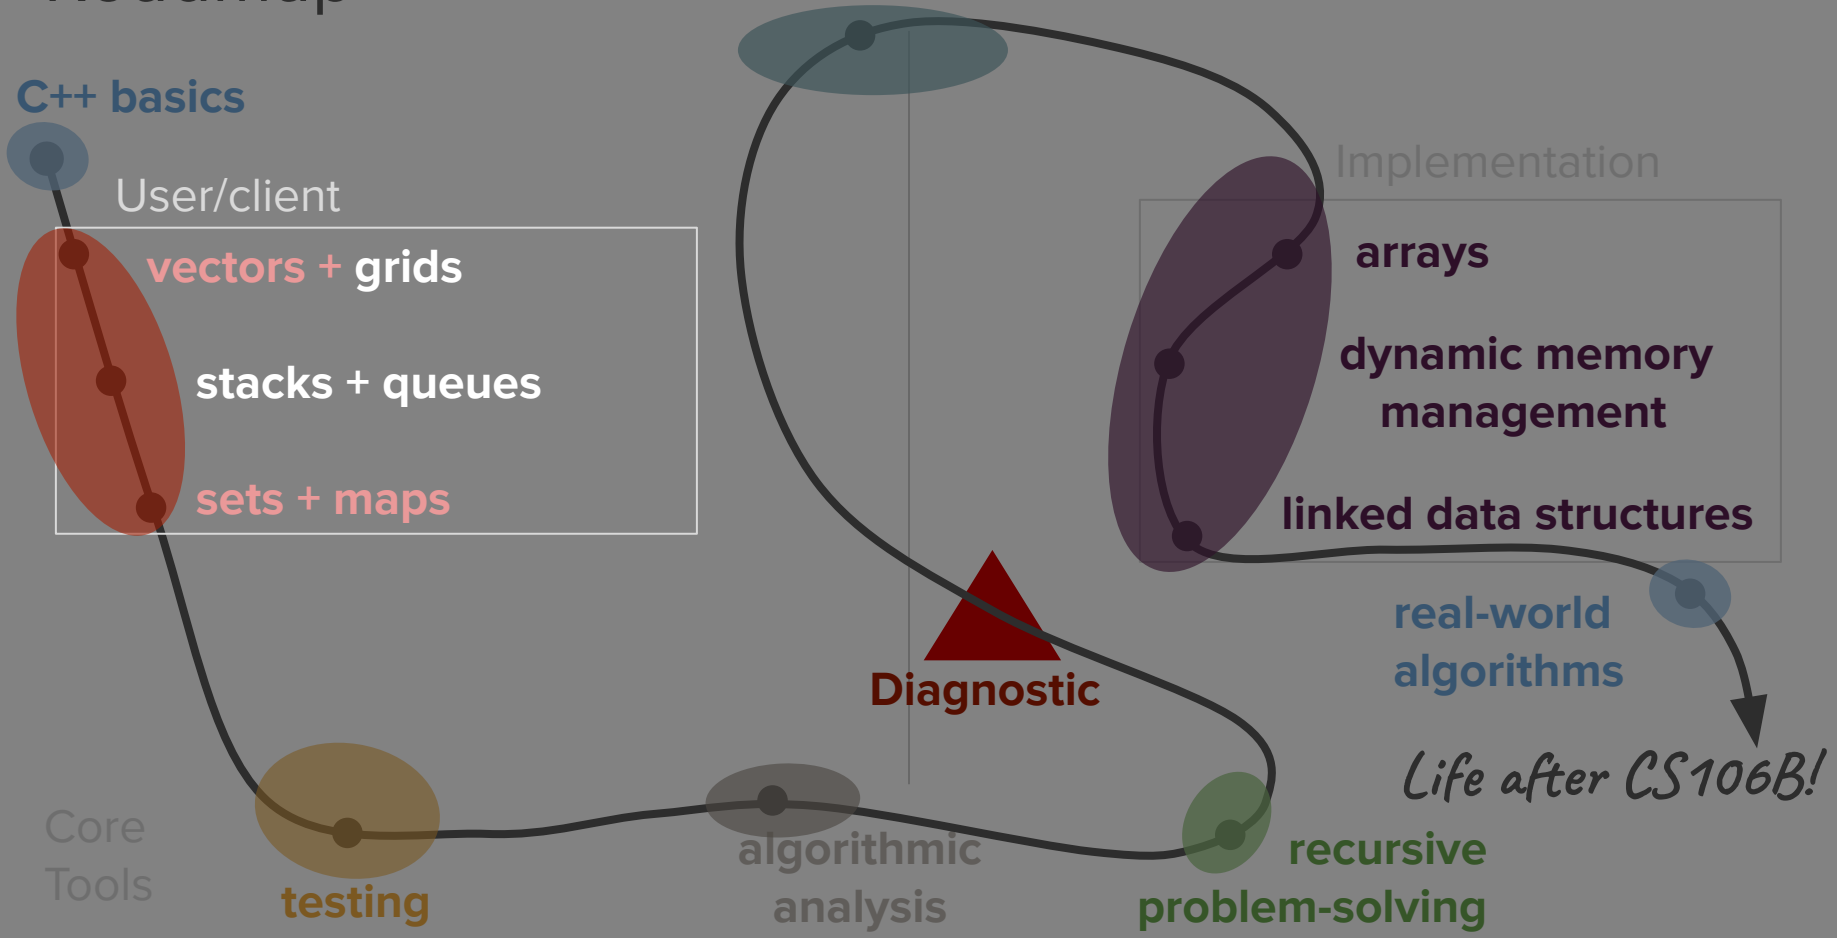 Roadmap
C++ basics
User/client
vectors + grids
stacks + queues
sets + maps
Core
Tools
testing
algorithmic
analysis
Diagnostic
recursive
problem-solving
Implementation
arrays
dynamic memory
management
linked data structures
real-world
algorithms
Life after CS106B!